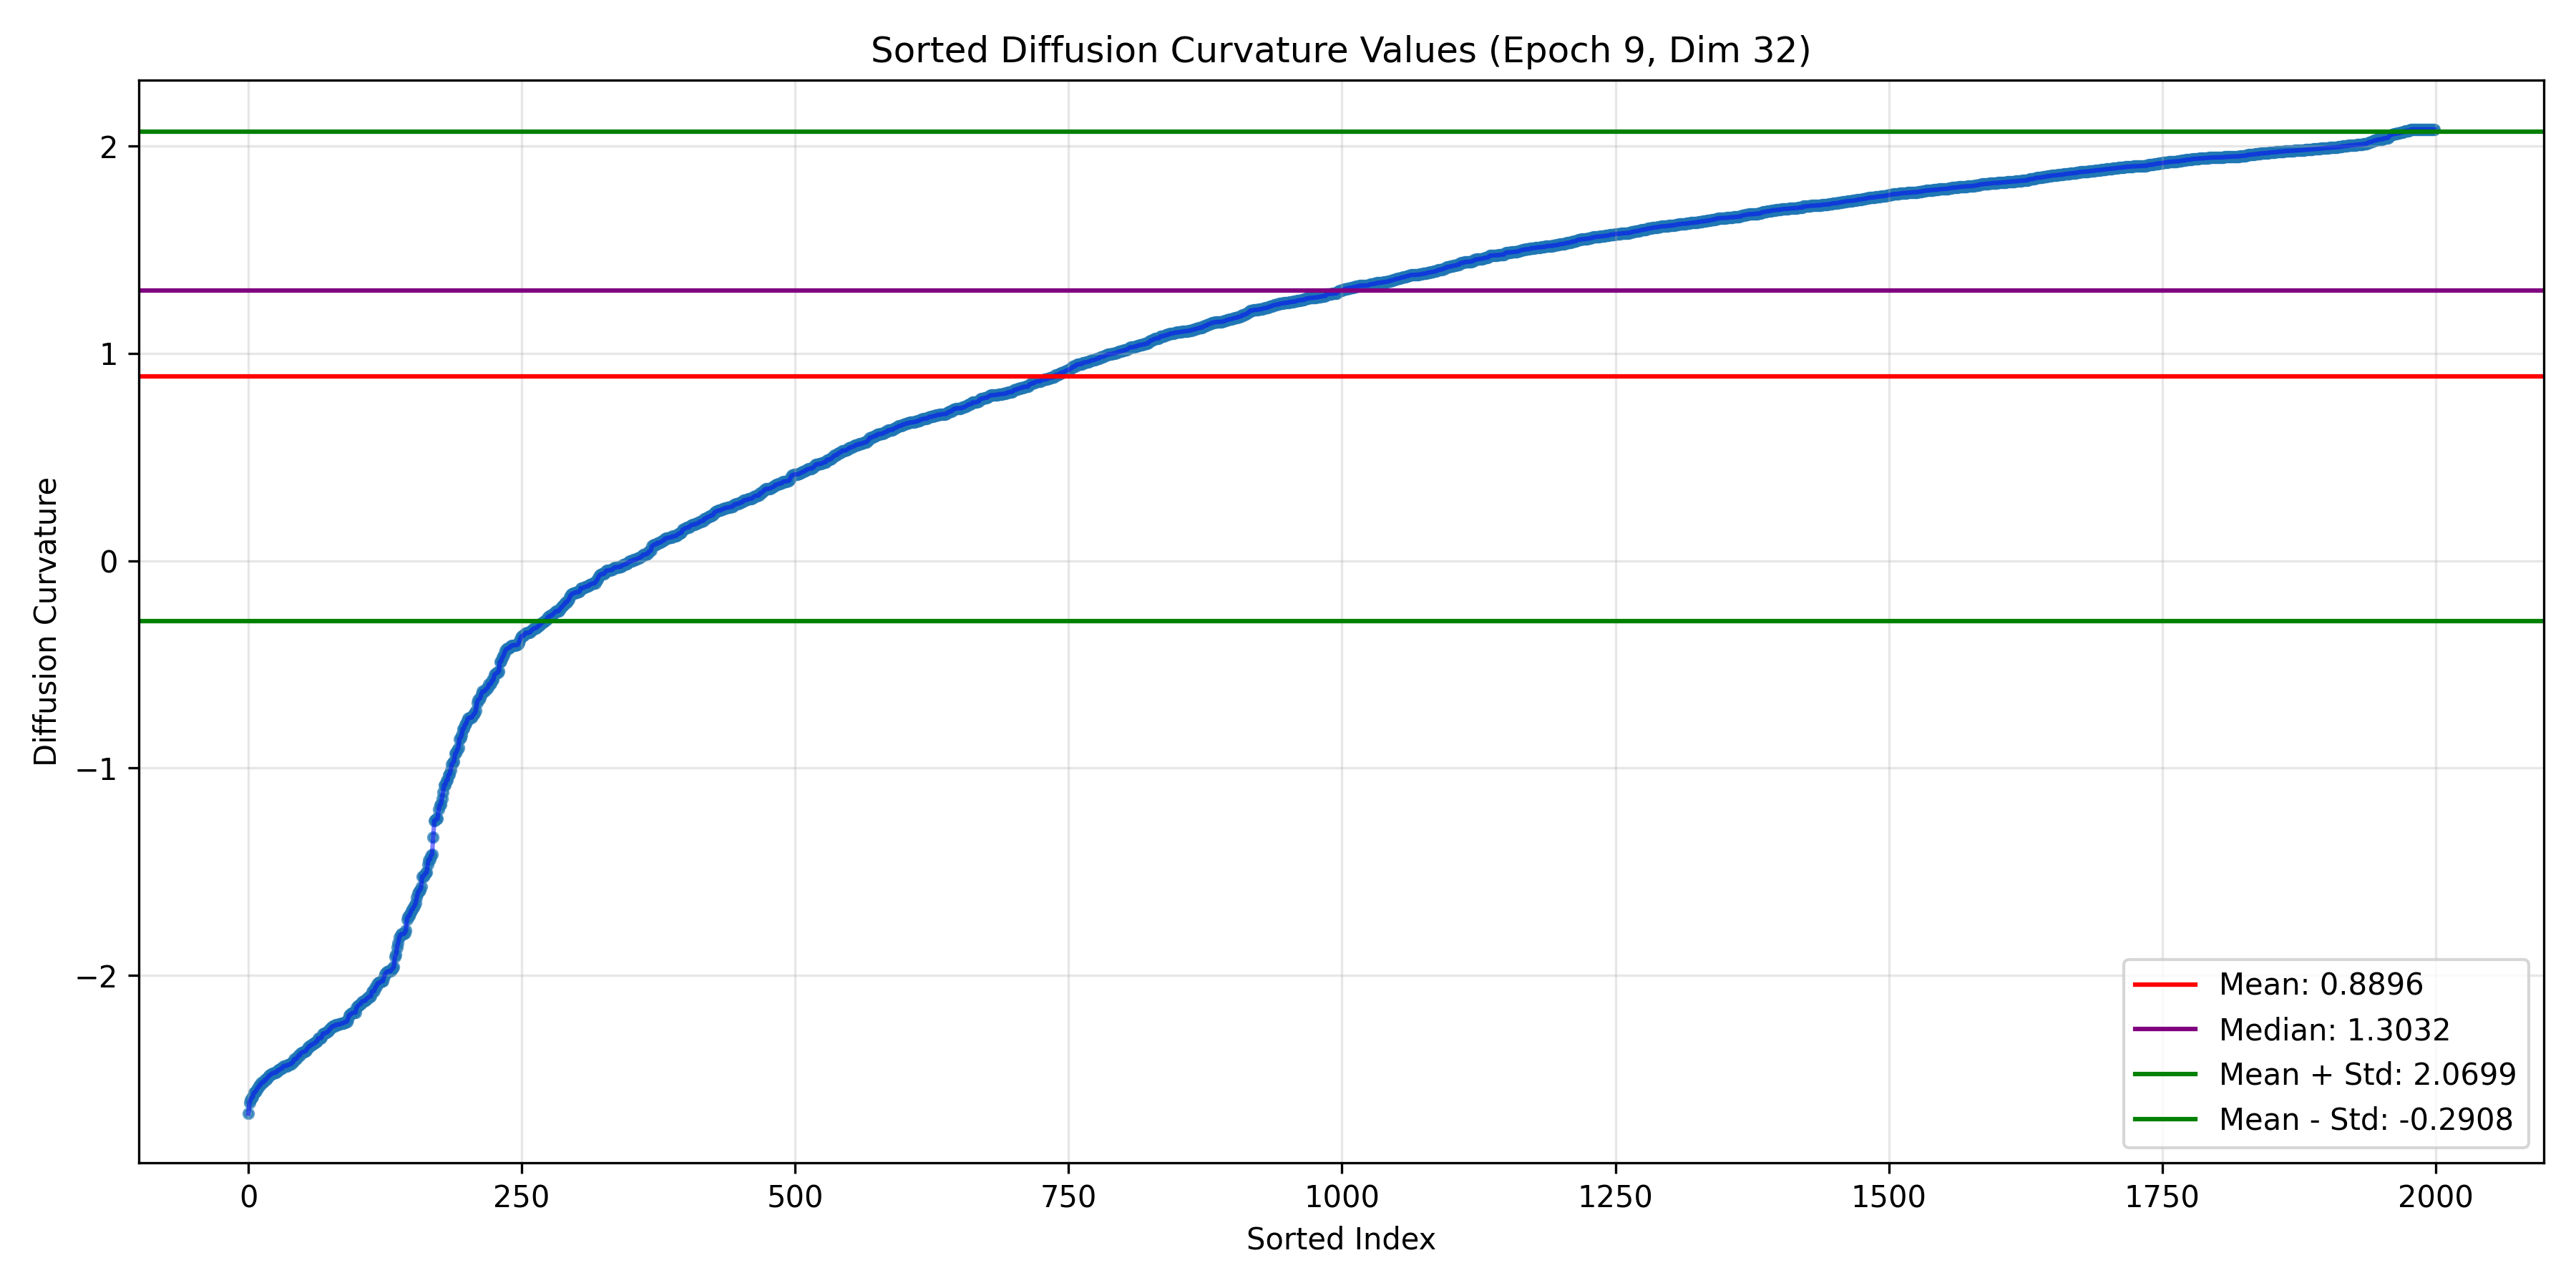 Sorted Diffusion Curvature Values (Epoch 9, Dim 32)
Diffusion Curvature
2
1
0
−1
−2
0 250 500 750 1000 1250 1500 1750 2000
Sorted Index
Mean: 0.8896
Median: 1.3032
Mean + Std: 2.0699
Mean - Std: -0.2908